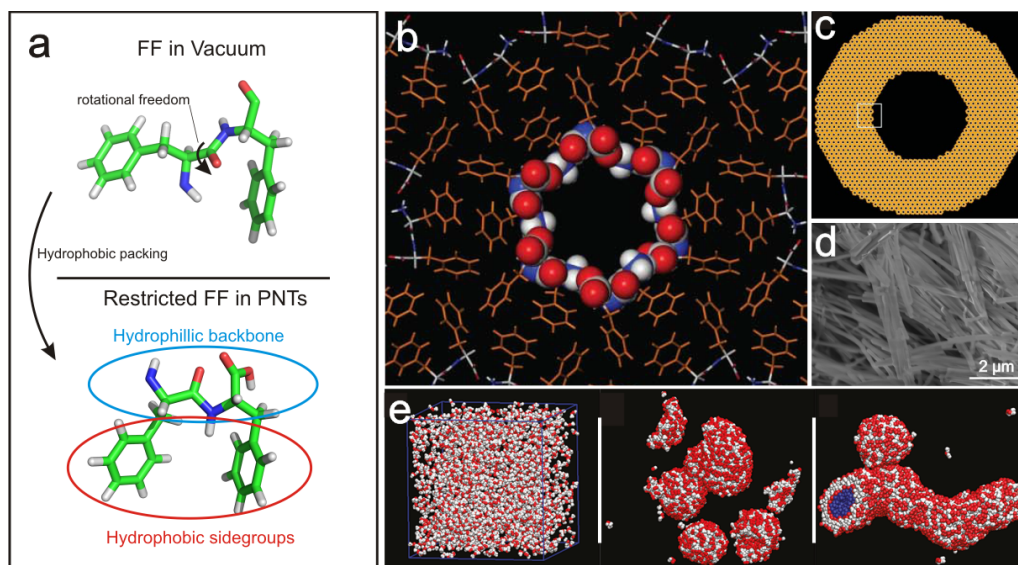 a
FF in Vacuum
rotational freedom
Hydrophobic packing
Restricted FF in PNTs
Hydrophillic backbone
Hydrophobic sidegroups
b
c
d
2 μm
e